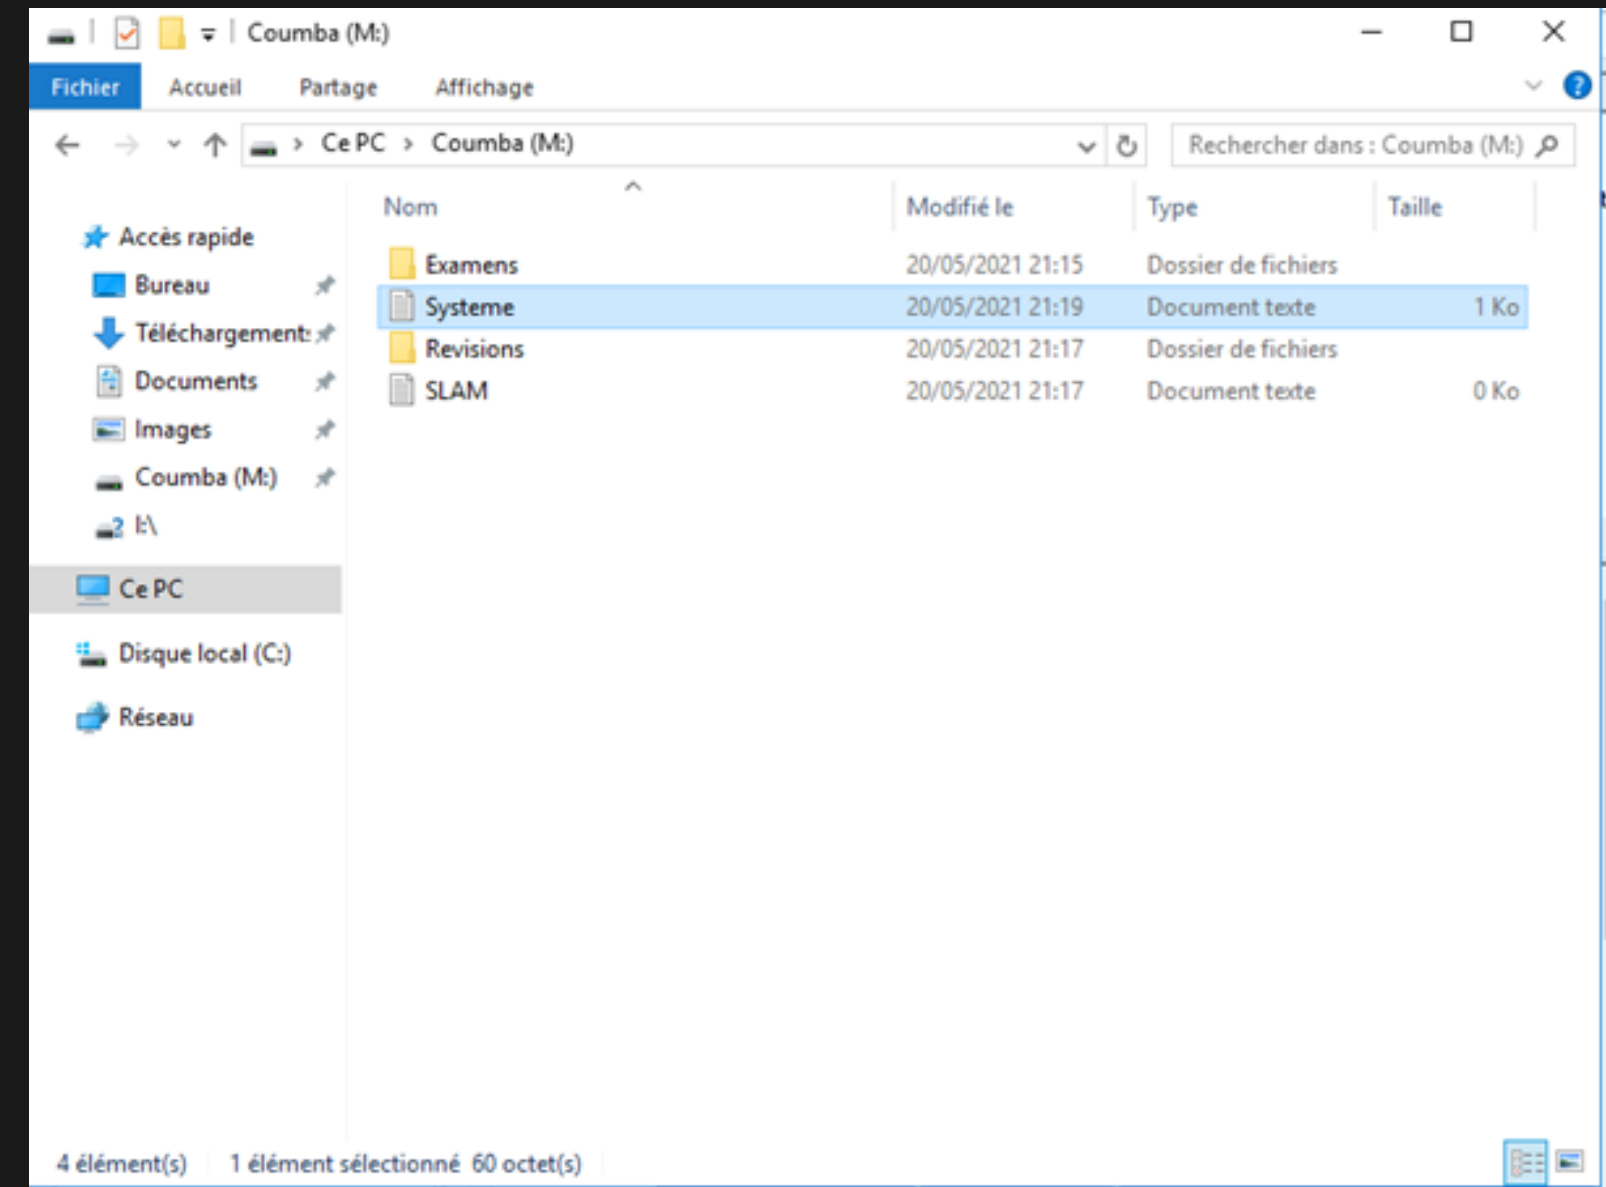 Coumba (M:)
Fichier Accueil Partage Affichage
Ce PC > Coumba (M:) Rechercher dans : Coumba (M:)
Nom Modifié le Type Taille
Accès rapide
Bureau
Téléchargement
Documents
Images
Coumba (M:)
I:\
Ce PC
Disque local (C:)
Réseau
Examens 20/05/2021 21:15 Dossier de fichiers
Systeme 20/05/2021 21:19 Document texte 1 Ko
Revisions 20/05/2021 21:17 Dossier de fichiers
SLAM 20/05/2021 21:17 Document texte 0 Ko
4 élément(s) 1 élément sélectionné 60 octet(s)